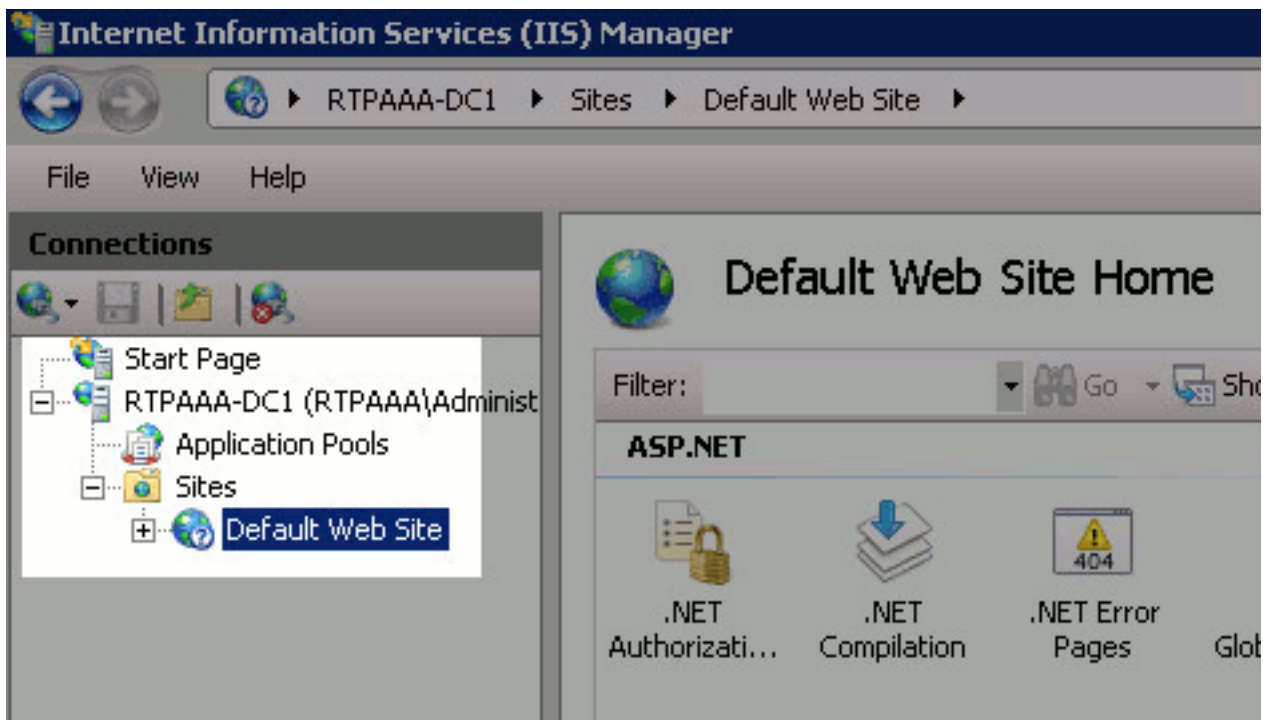 Internet Information Services (IIS) Manager
RTPAAA-DC1 Sites Default Web Site
File View Help
Connections
Start Page
RTPAAA-DC1 (RTPAAA\Administ
Application Pools
Sites
Default Web Site
Default Web Site Home
Filter: Go Sho
ASP.NET
404
.NET Authorizati...
.NET Compilation
.NET Error Pages
Glob